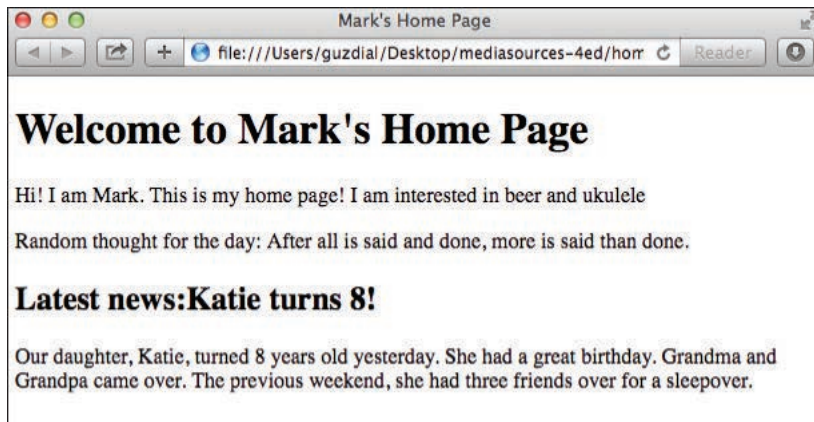 Mark's Home Page
file:///Users/guzdial/Desktop/mediasources-4ed/hom
Reader
Welcome to Mark's Home Page
Hi! I am Mark. This is my home page! I am interested in beer and ukulele
Random thought for the day: After all is said and done, more is said than done.
Latest news:Katie turns 8!
Our daughter, Katie, turned 8 years old yesterday. She had a great birthday. Grandma and
Grandpa came over. The previous weekend, she had three friends over for a sleepover.